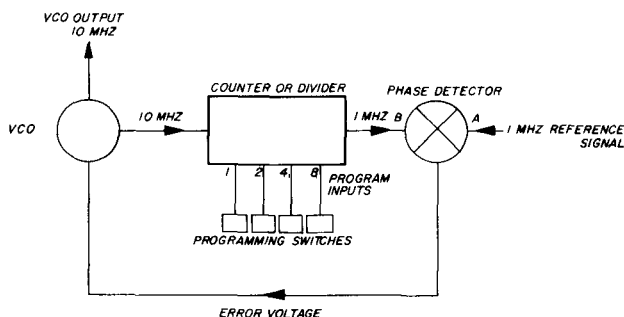 VCO OUTPUT
10 MHZ
COUNTER OR DIVIDER
PHASE DETECTOR
VCO
10 MHZ
1 MHZ
B
A
1 MHZ REFERENCE
SIGNAL
1
2
4
8
PROGRAM
INPUTS
PROGRAMMING SWITCHES
ERROR VOLTAGE